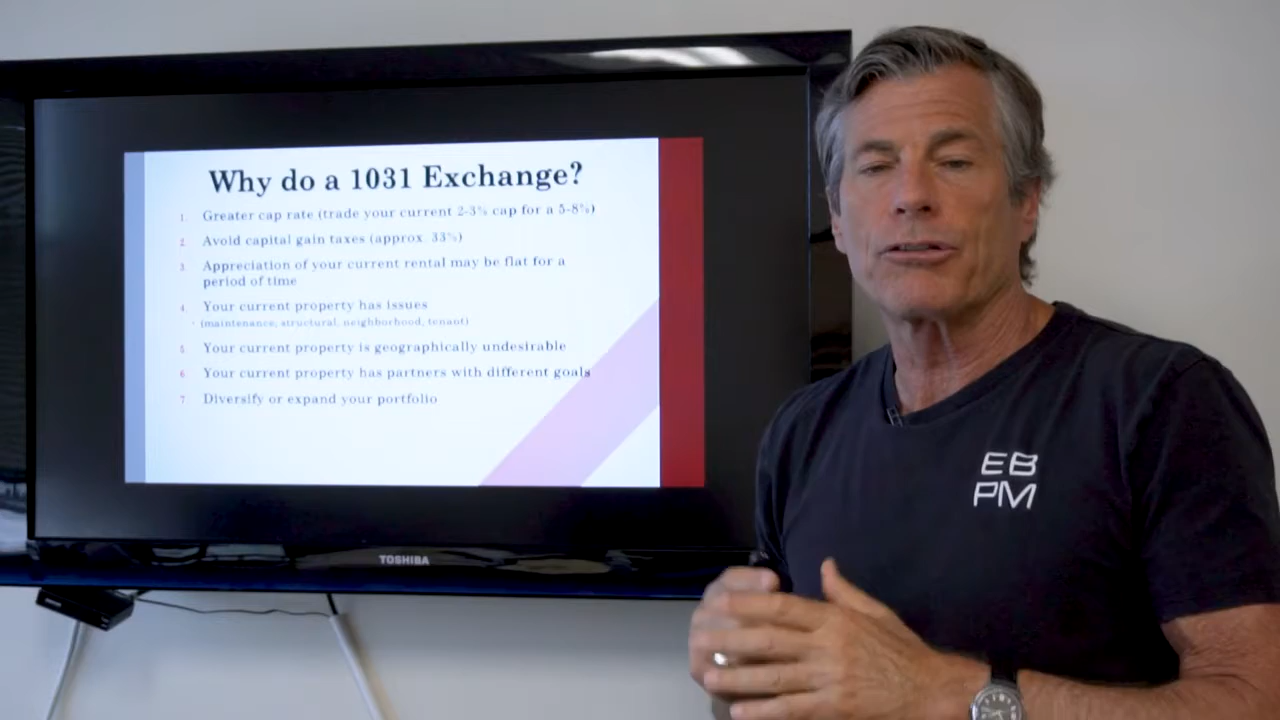 Why do a 1031 Exchange?
1. Greater cap rate (trade your current 2-3% cap for a 5-8%)
2. Avoid capital gain taxes (approx. 33%)
3. Appreciation of your current rental may be flat for a
period of time
4. Your current property has issues
• (maintenance, structural, neighborhood, tenant)
5. Your current property is geographically undesirable
6. Your current property has partners with different goals
7. Diversify or expand your portfolio
TOSHIBA
EB
PM